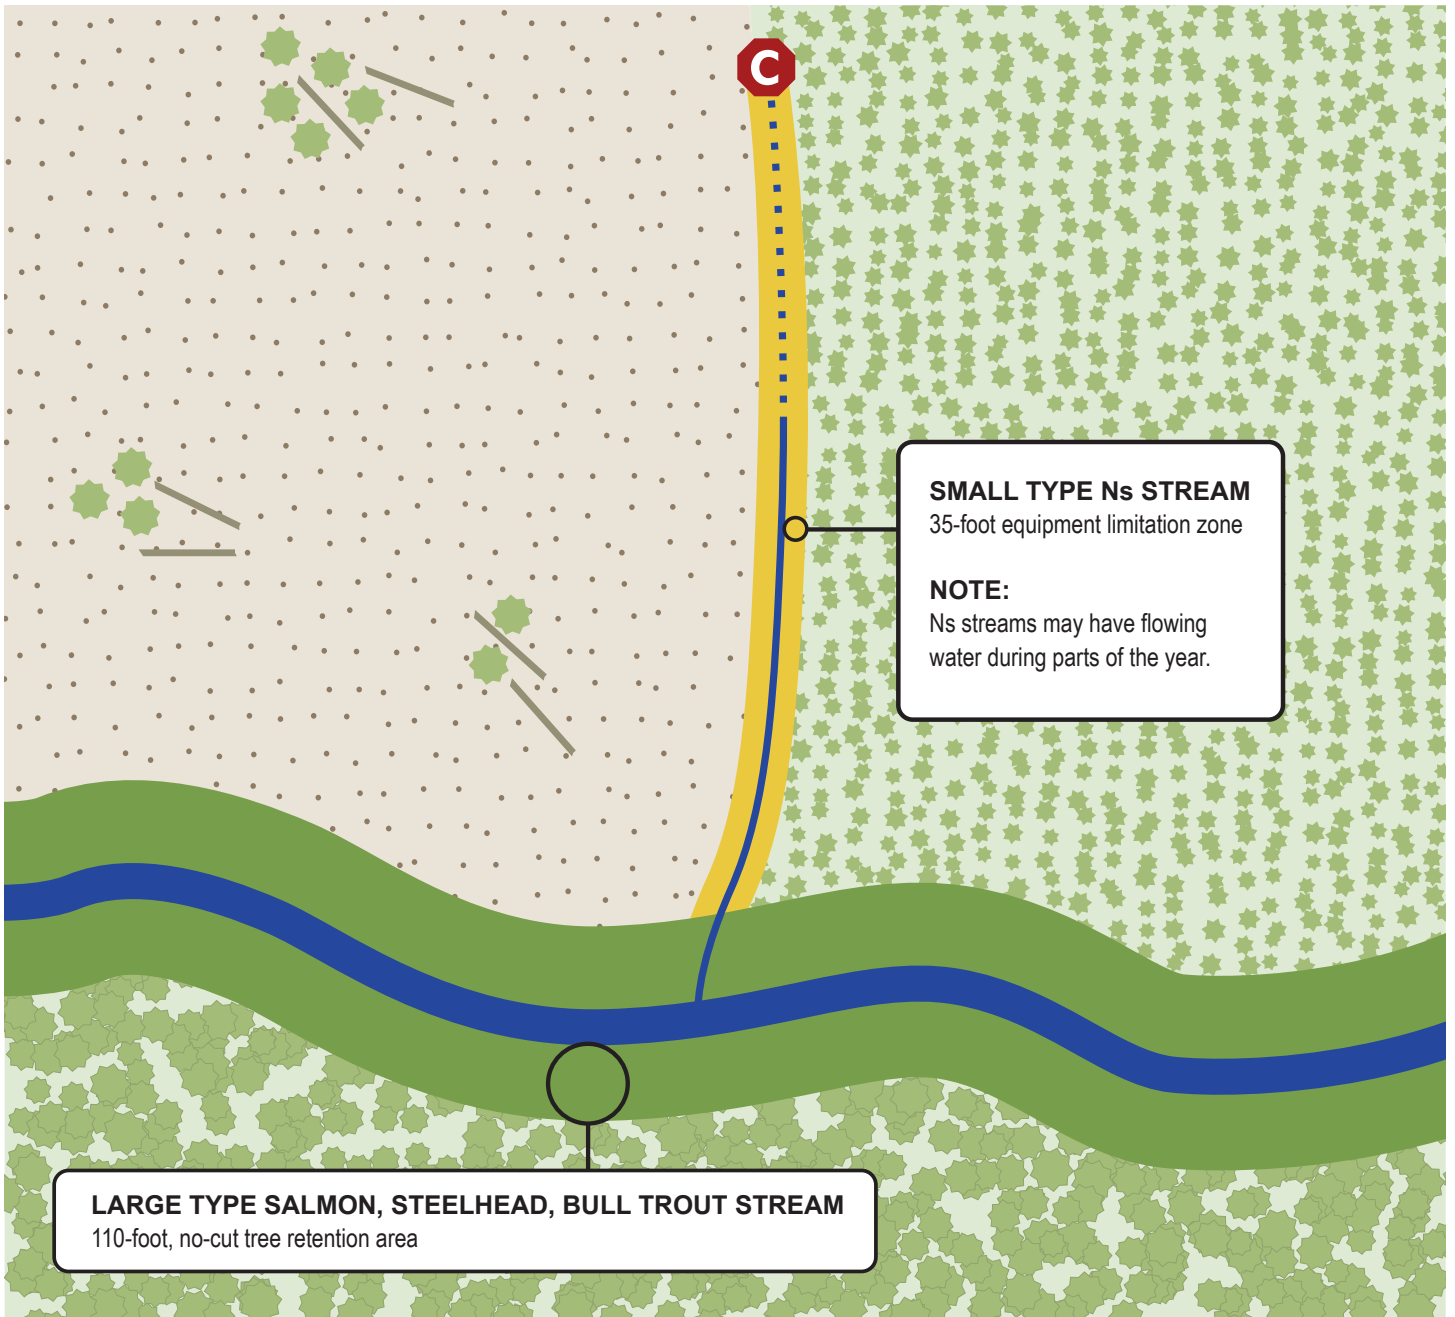 C
SMALL TYPE Ns STREAM
35-foot equipment limitation zone
NOTE:
Ns streams may have flowing
water during parts of the year.
LARGE TYPE SALMON, STEELHEAD, BULL TROUT STREAM
110-foot, no-cut tree retention area